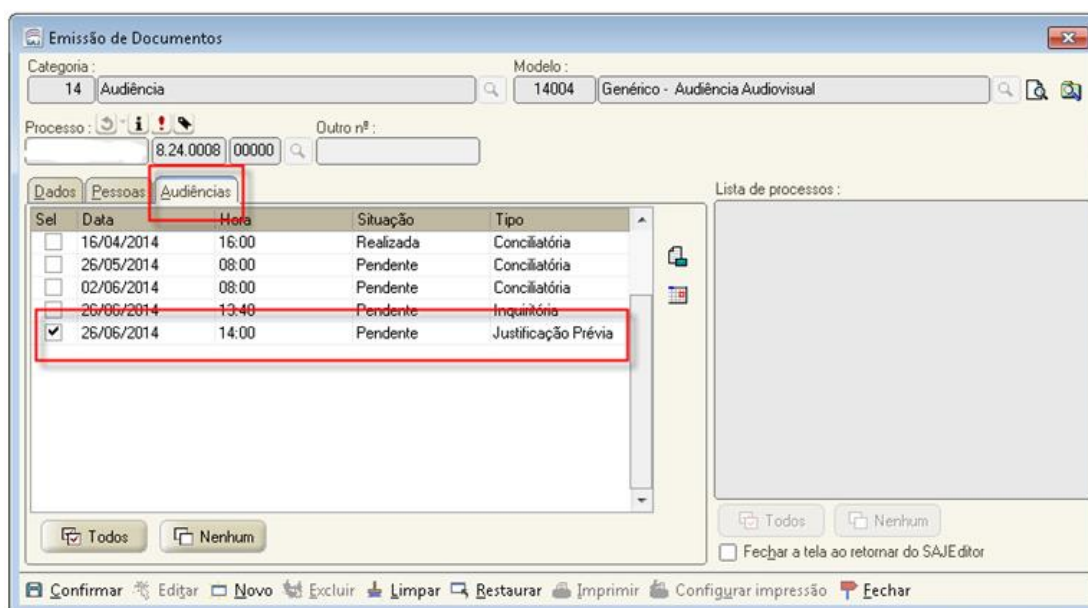 Emissão de Documentos
Categoria :
Modelo :
14 Audiência
14004 Genérico - Audiência Audiovisual
Processo :
Outro nº :
8.24.0008 00000
Dados Pessoas Audiências
Lista de processos :
Sel Data Hora Situação Tipo
16/04/2014 16:00 Realizada Conciliatória
26/05/2014 08:00 Pendente Conciliatória
02/06/2014 08:00 Pendente Conciliatória
26/06/2014 13:40 Pendente Inquiritória
26/06/2014 14:00 Pendente Justificação Prévia
Todos Nenhum
Todos Nenhum
Fechar a tela ao retornar do SAJEditor
Confirmar Editar Novo Excluir Limpar Restaurar Imprimir Configurar impressão Fechar